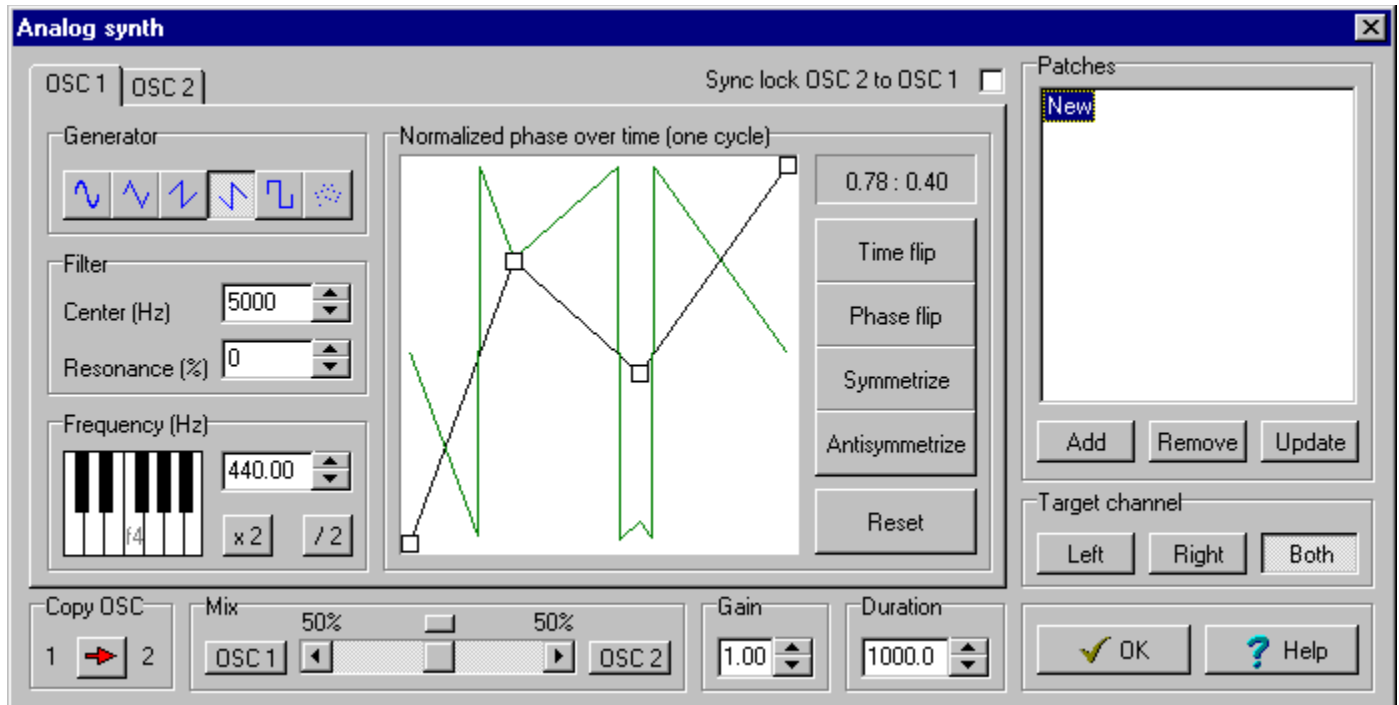 Analog synth
OSC 1
OSC 2
Sync lock OSC 2 to OSC 1
Generator
Filter
Center (Hz)
5000
Resonance (%)
0
Frequency (Hz)
440.00
f4
x 2
/ 2
Normalized phase over time (one cycle)
0.78 : 0.40
Time flip
Phase flip
Symmetrize
Antisymmetrize
Reset
Patches
New
Add
Remove
Update
Target channel
Left
Right
Both
Copy OSC
1
2
Mix
50%
50%
OSC 1
OSC 2
Gain
1.00
Duration
1000.0
OK
? Help